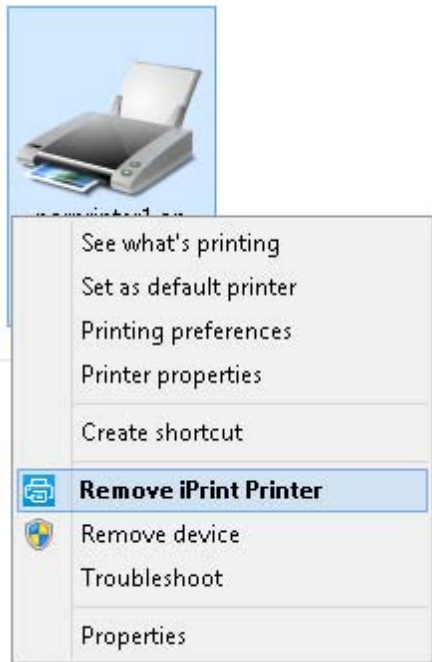 See what's printing
Set as default printer
Printing preferences
Printer properties
Create shortcut
Remove iPrint Printer
Remove device
Troubleshoot
Properties